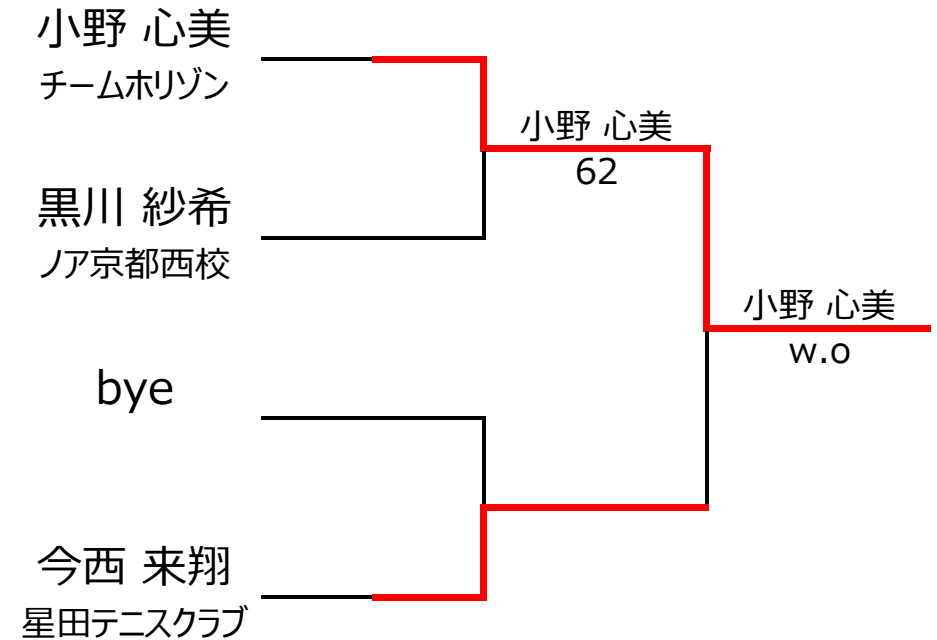 小野 心美
チームホリゾン
小野 心美
62
黒川 紗希
ノア京都西校
小野 心美
w.o
bye
今西 来翔
星田テニスクラブ